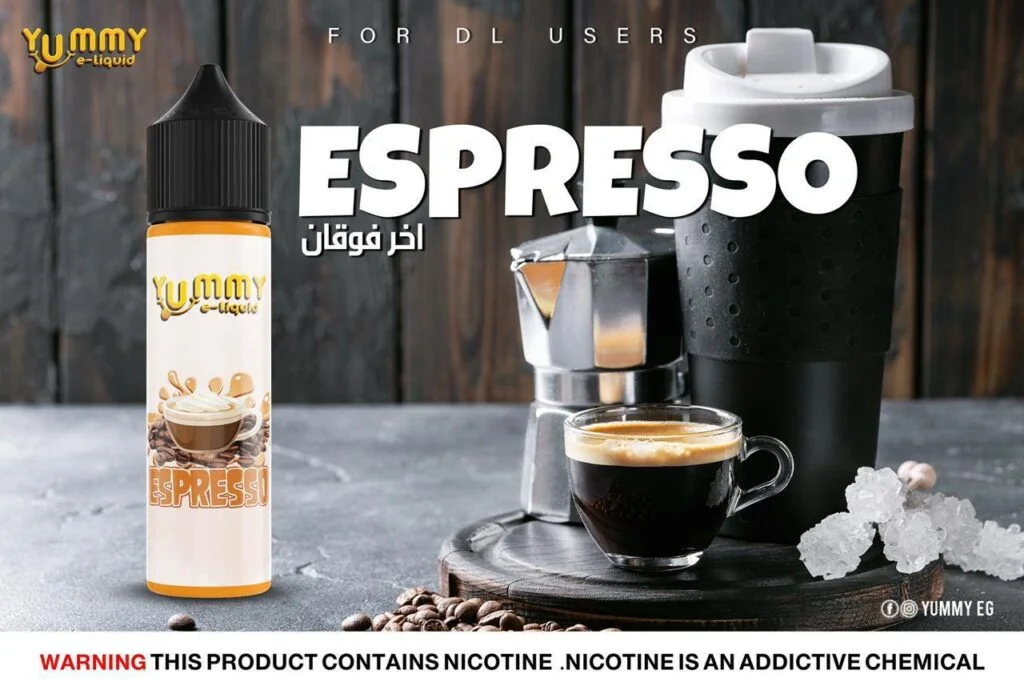 YUMMY
e-liquid
FOR DL USERS
ESPRESSO
اخر فوقان
YUMMY
e-liquid
ESPRESSO
YUMMY EG
WARNING THIS PRODUCT CONTAINS NICOTINE .NICOTINE IS AN ADDICTIVE CHEMICAL